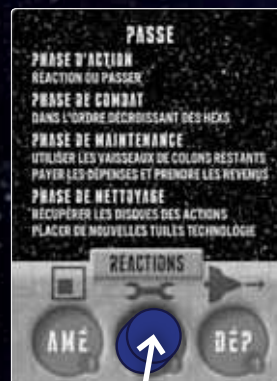 PASSE
PHASE D'ACTION
RÉACTION OU PASSER
PHASE DE COMBAT
DANS L'ORDRE DÉCROISSANT DES HEXS
PHASE DE MAINTENANCE
UTILISER LES VAISSEAUX DE COLONS RESTANTS
PAYER LES DÉPENSES ET PRENDRE LES REVENUS
PHASE DE NETTOYAGE
RÉCUPÉRER LES DISQUES DES ACTIONS
PLACER DE NOUVELLES TUILES TECHNOLOGIE
REACTIONS
AMÉ DÉP